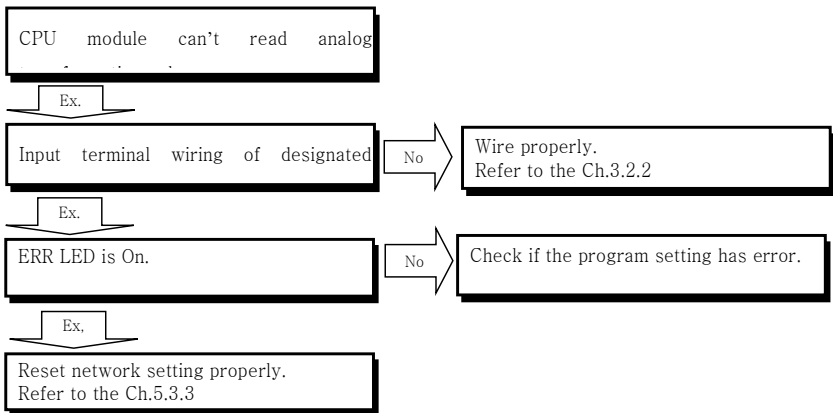 CPU module can't read analog
Ex.
Input terminal wiring of designated
No
Wire properly.
Refer to the Ch.3.2.2
Ex.
ERR LED is On.
No
Check if the program setting has error.
Ex,
Reset network setting properly.
Refer to the Ch.5.3.3